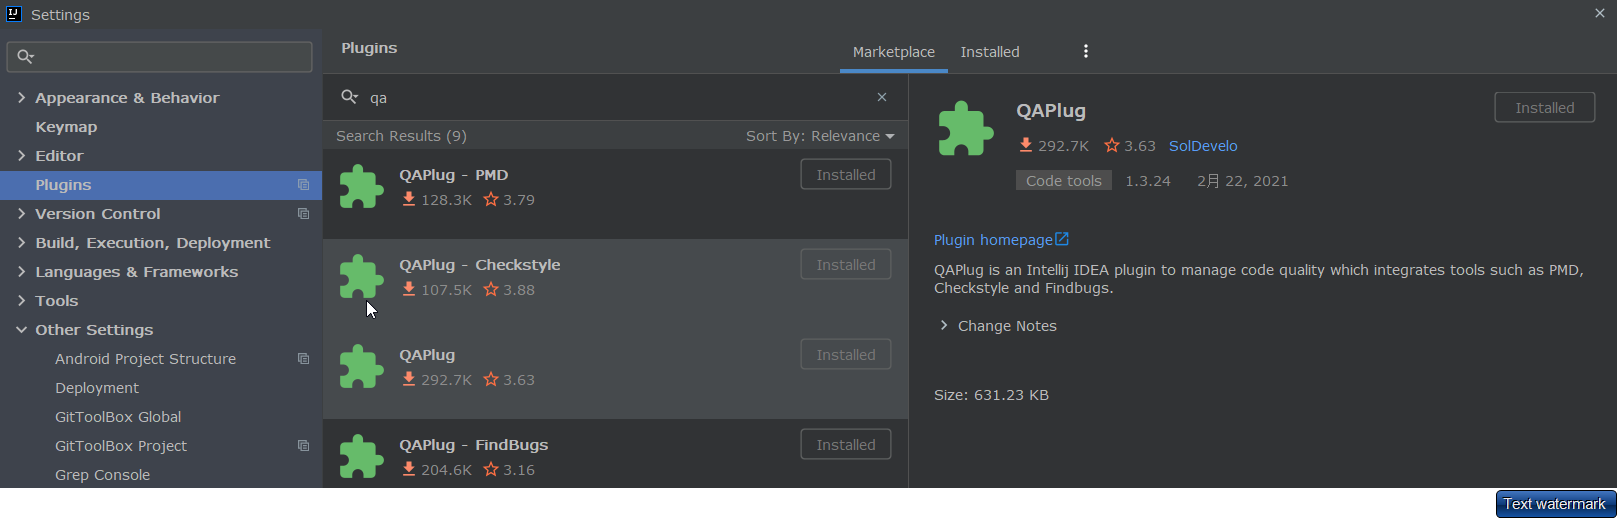 Settings
Plugins
Marketplace
Installed
Appearance & Behavior
Keymap
Editor
Plugins
Version Control
Build, Execution, Deployment
Languages & Frameworks
Tools
Other Settings
Android Project Structure
Deployment
GitToolBox Global
GitToolBox Project
Grep Console
qa
Search Results (9)
Sort By: Relevance
QAPlug - PMD
128.3K 3.79
Installed
QAPlug - Checkstyle
107.5K 3.88
Installed
QAPlug
292.7K 3.63
Installed
QAPlug - FindBugs
204.6K 3.16
Installed
QAPlug
Installed
292.7K 3.63 SolDevelo
Code tools 1.3.24 2月 22, 2021
Plugin homepage
QAPlug is an Intellij IDEA plugin to manage code quality which integrates tools such as PMD,
Checkstyle and Findbugs.
Change Notes
Size: 631.23 KB
Text watermark